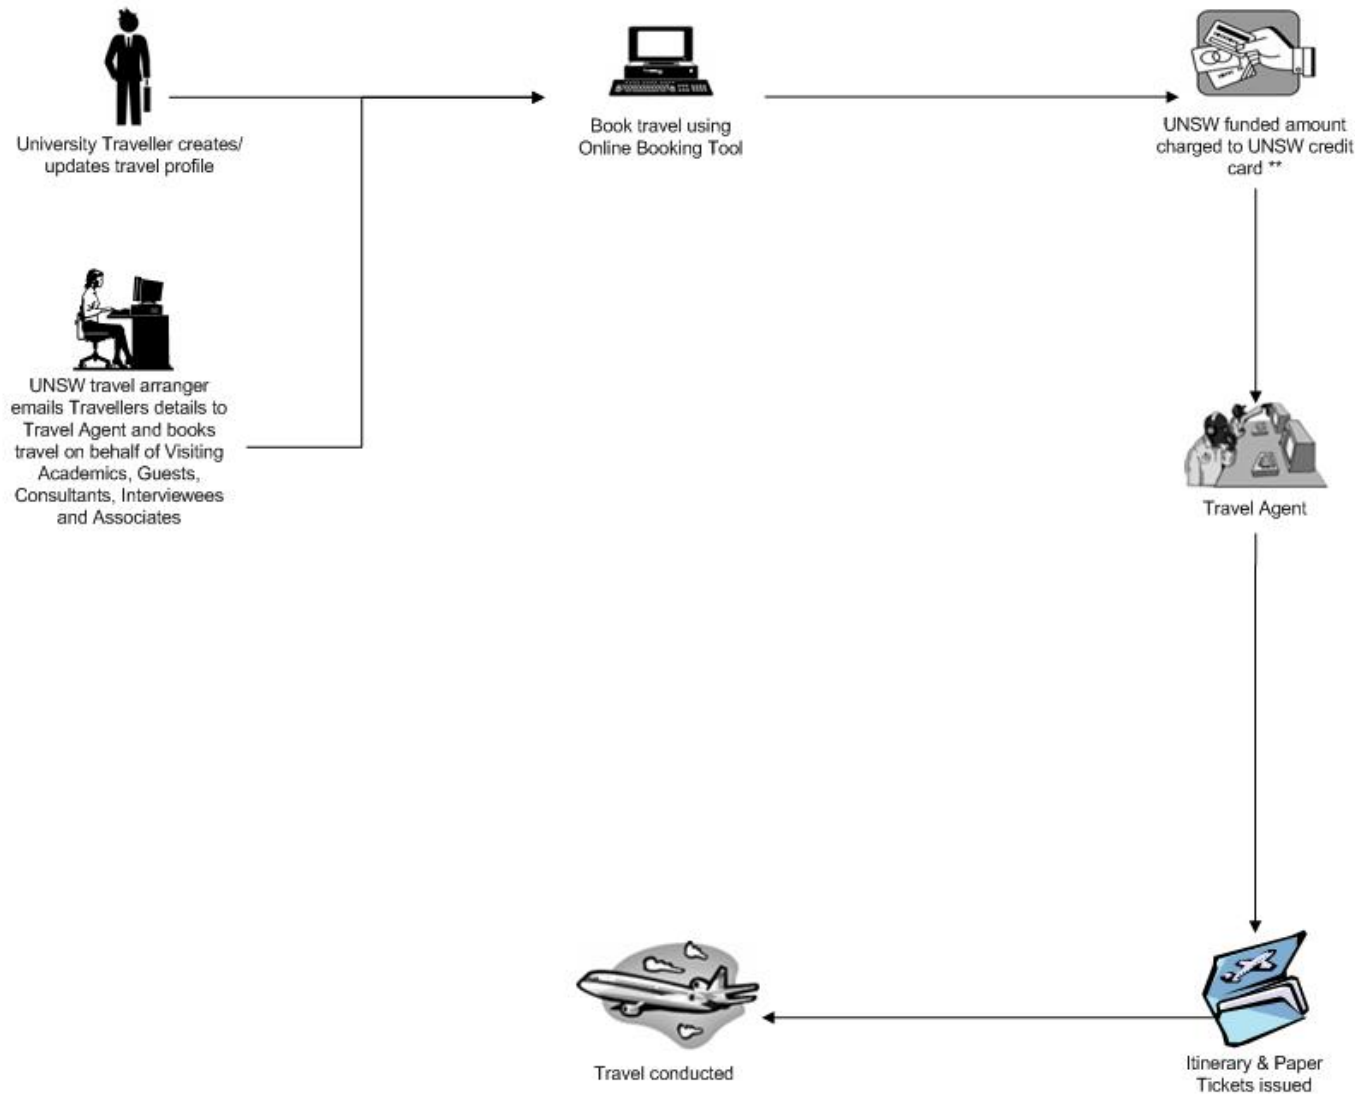 University Traveller creates/
updates travel profile
Book travel using
Online Booking Tool
UNSW funded amount
charged to UNSW credit
card **
UNSW travel arranger
emails Travellers details to
Travel Agent and books
travel on behalf of Visiting
Academics, Guests,
Consultants, Interviewees
and Associates
Travel Agent
Travel conducted
Itinerary & Paper
Tickets issued